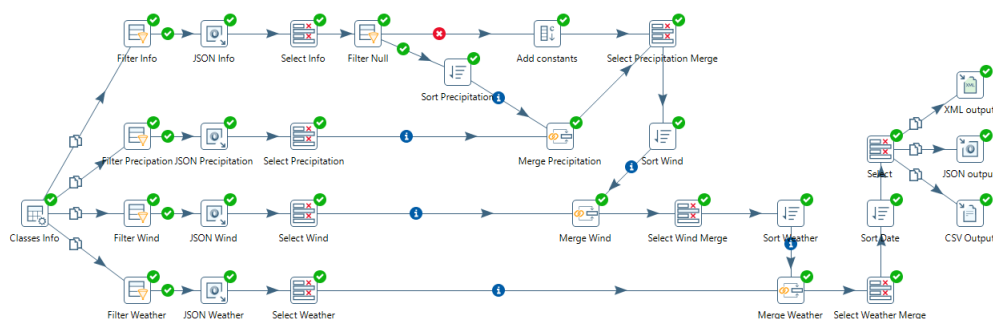 Filter Info
JSON Info
Select Info
Filter Null
Add constants
Select Precipitation Merge
Sort Precipitation
XML output
Filter Precipation
JSON Precipitation
Select Precipitation
Merge Precipitation
Sort Wind
Select
JSON output
Classes Info
Filter Wind
JSON Wind
Select Wind
Merge Wind
Select Wind Merge
Sort Weather
Sort Date
CSV Output
Filter Weather
JSON Weather
Select Weather
Merge Weather
Select Weather Merge